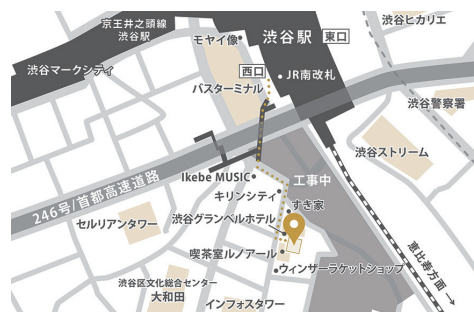 京王井之頭線
渋谷駅
渋谷駅 東口
渋谷ヒカリエ
モヤイ像
西口
JR南改札
渋谷マークシティ
バスターミナル
渋谷警察署
渋谷ストリーム
246号/首都高速道路
Ikebe MUSIC
工事中
キリンシティ
すき家
渋谷グランベルホテル
セルリアンタワー
喫茶室ルノアール
ウィンザーラケットショップ
恵比寿方面→
渋谷区文化総合センター
大和田
インフォスタワー